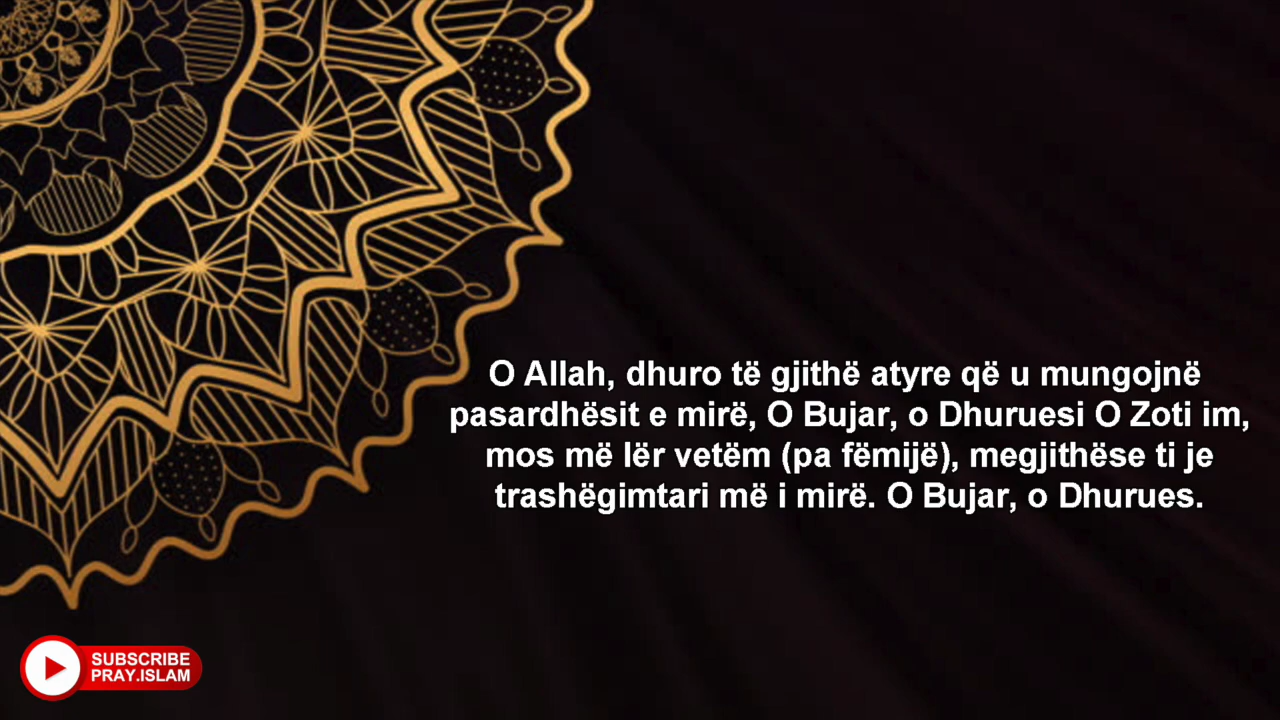 O Allah, dhuro të gjithë atyre që u mungojnë
pasardhësit e mirë, O Bujar, o Dhuruesi O Zoti im,
mos më lër vetëm (pa fëmijë), megjithëse ti je
trashëgimtari më i mirë. O Bujar, o Dhurues.
SUBSCRIBE
PRAY.ISLAM